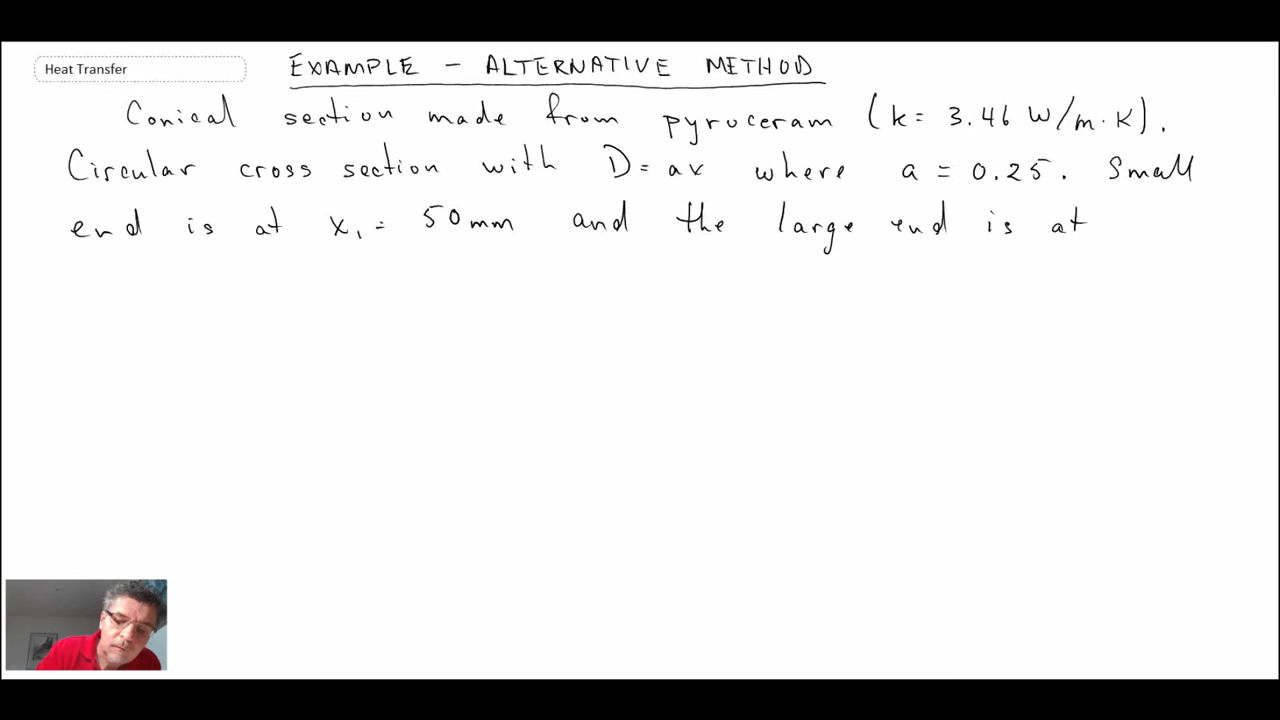 Heat Transfer
EXAMPLE - ALTERNATIVE METHOD
Conical section made from pyroceram (k= 3.46 W/m·K).
Circular cross section with D= ax where a = 0.25. Small
end is at x₁ = 50mm and the large end is at